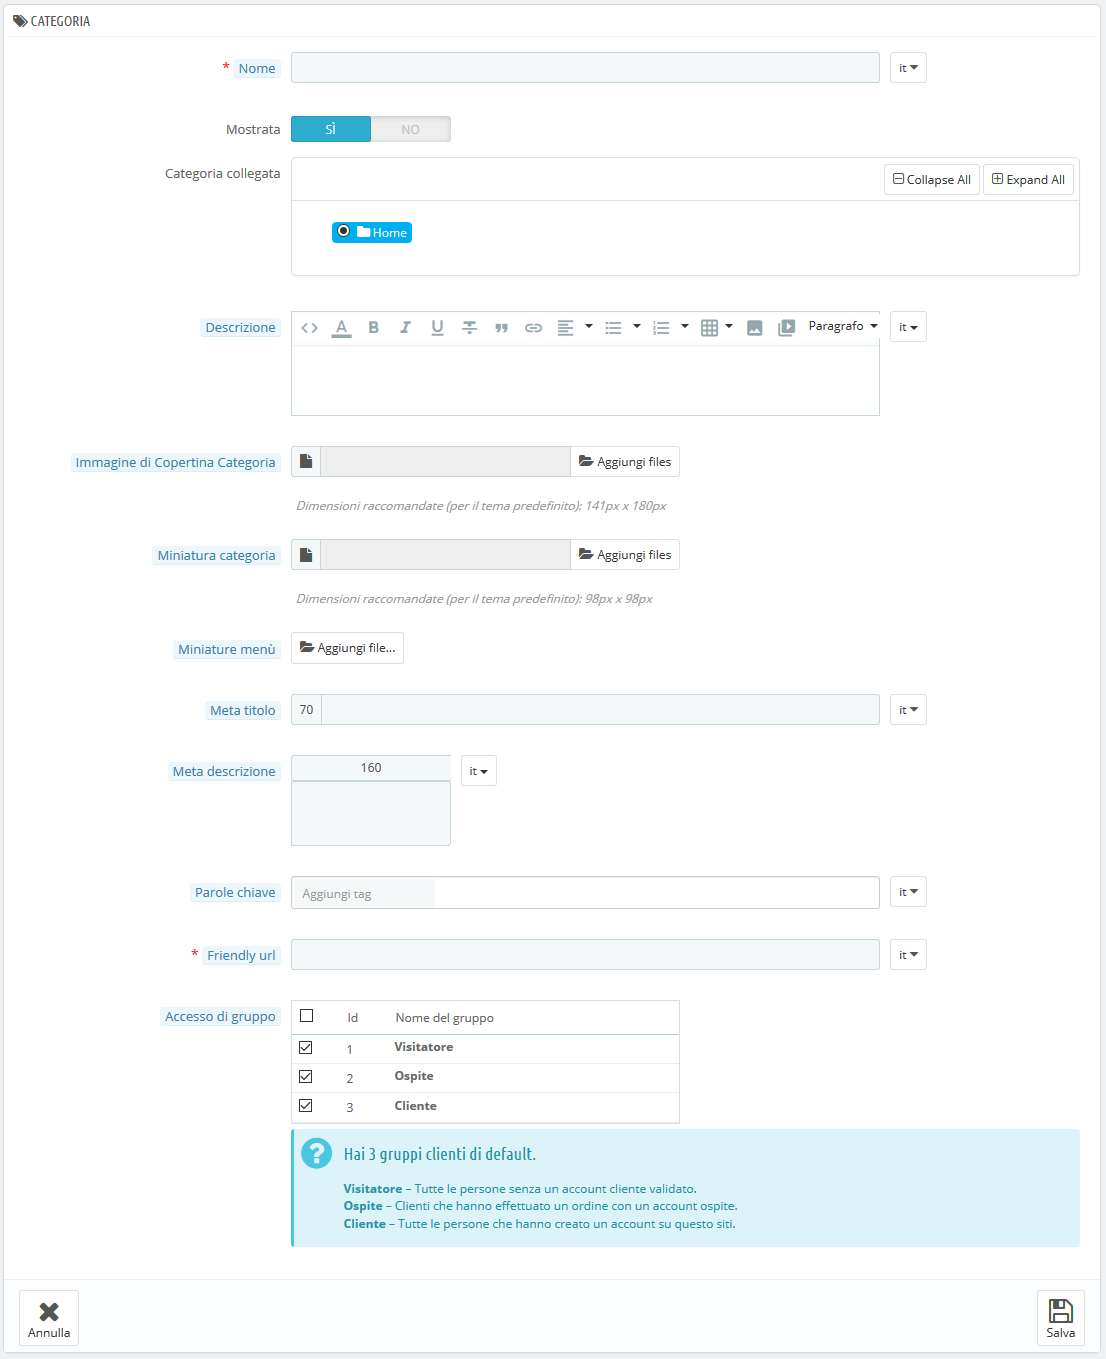 CATEGORIA
* Nome it
Mostrata SÌ NO
Categoria collegata Collapse All Expand All
Home
Descrizione A B I U Paragrafo it
Immagine di Copertina Categoria Aggiungi files
Dimensioni raccomandate (per il tema predefinito): 141px x 180px
Miniatura categoria Aggiungi files
Dimensioni raccomandate (per il tema predefinito): 98px x 98px
Miniature menù Aggiungi file...
Meta titolo 70 it
Meta descrizione 160 it
Parole chiave Aggiungi tag it
* Friendly url it
Accesso di gruppo Id Nome del gruppo
1 Visitatore
2 Ospite
3 Cliente
Hai 3 gruppi clienti di default.
Visitatore – Tutte le persone senza un account cliente validato.
Ospite – Clienti che hanno effettuato un ordine con un account ospite.
Cliente – Tutte le persone che hanno creato un account su questo siti.
Annulla Salva